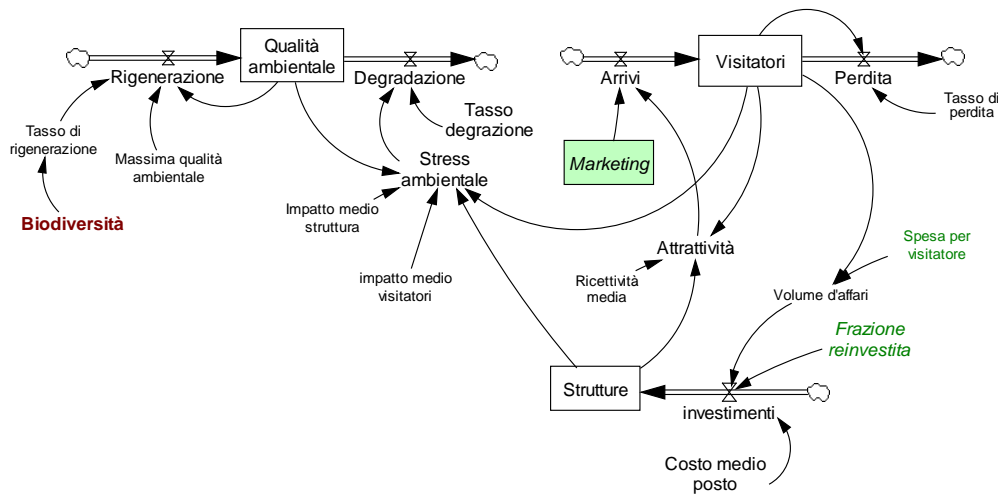 Qualità
ambientale
Rigenerazione
Degradazione
Visitatori
Arrivi
Perdita
Tasso di
rigenerazione
Massima qualità
ambientale
Tasso
degrazione
Tasso di
perdita
Marketing
Stress
ambientale
Biodiversità
Impatto medio
struttura
impatto medio
visitatori
Attrattività
Ricettività
media
Spesa per
visitatore
Volume d'affari
Frazione
reinvestita
Strutture
investimenti
Costo medio
posto